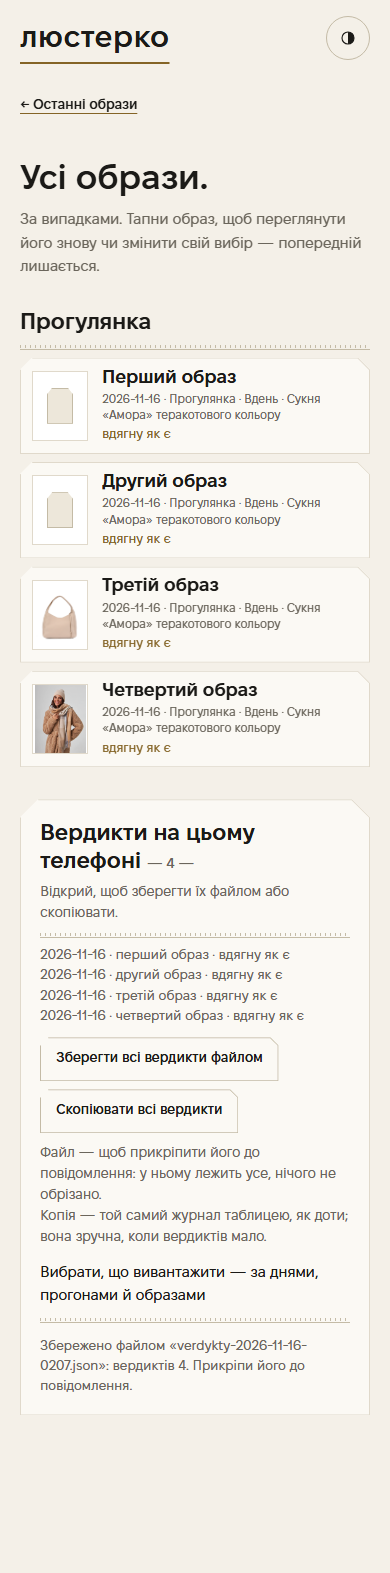 люстерко
← Останні образи
Усі образи.
За випадками. Тапни образ, щоб переглянути
його знову чи змінити свій вибір — попередній
лишається.
Прогулянка
Перший образ
2026-11-16 · Прогулянка · Вдень · Сукня
«Амора» теракотового кольору
вдягну як є
Другий образ
2026-11-16 · Прогулянка · Вдень · Сукня
«Амора» теракотового кольору
вдягну як є
Третій образ
2026-11-16 · Прогулянка · Вдень · Сукня
«Амора» теракотового кольору
вдягну як є
Четвертий образ
2026-11-16 · Прогулянка · Вдень · Сукня
«Амора» теракотового кольору
вдягну як є
Вердикти на цьому
телефоні — 4 —
Відкрий, щоб зберегти їх файлом або
скопіювати.
2026-11-16 · перший образ · вдягну як є
2026-11-16 · другий образ · вдягну як є
2026-11-16 · третій образ · вдягну як є
2026-11-16 · четвертий образ · вдягну як є
Зберегти всі вердикти файлом
Скопіювати всі вердикти
Файл — щоб прикріпити його до
повідомлення: у ньому лежить усе, нічого не
обрізано.
Копія — той самий журнал таблицею, як доти;
вона зручна, коли вердиктів мало.
Вибрати, що вивантажити — за днями,
прогонами й образами
Збережено файлом «verdykty-2026-11-16-
0207.json»: вердиктів 4. Прикріпи його до
повідомлення.